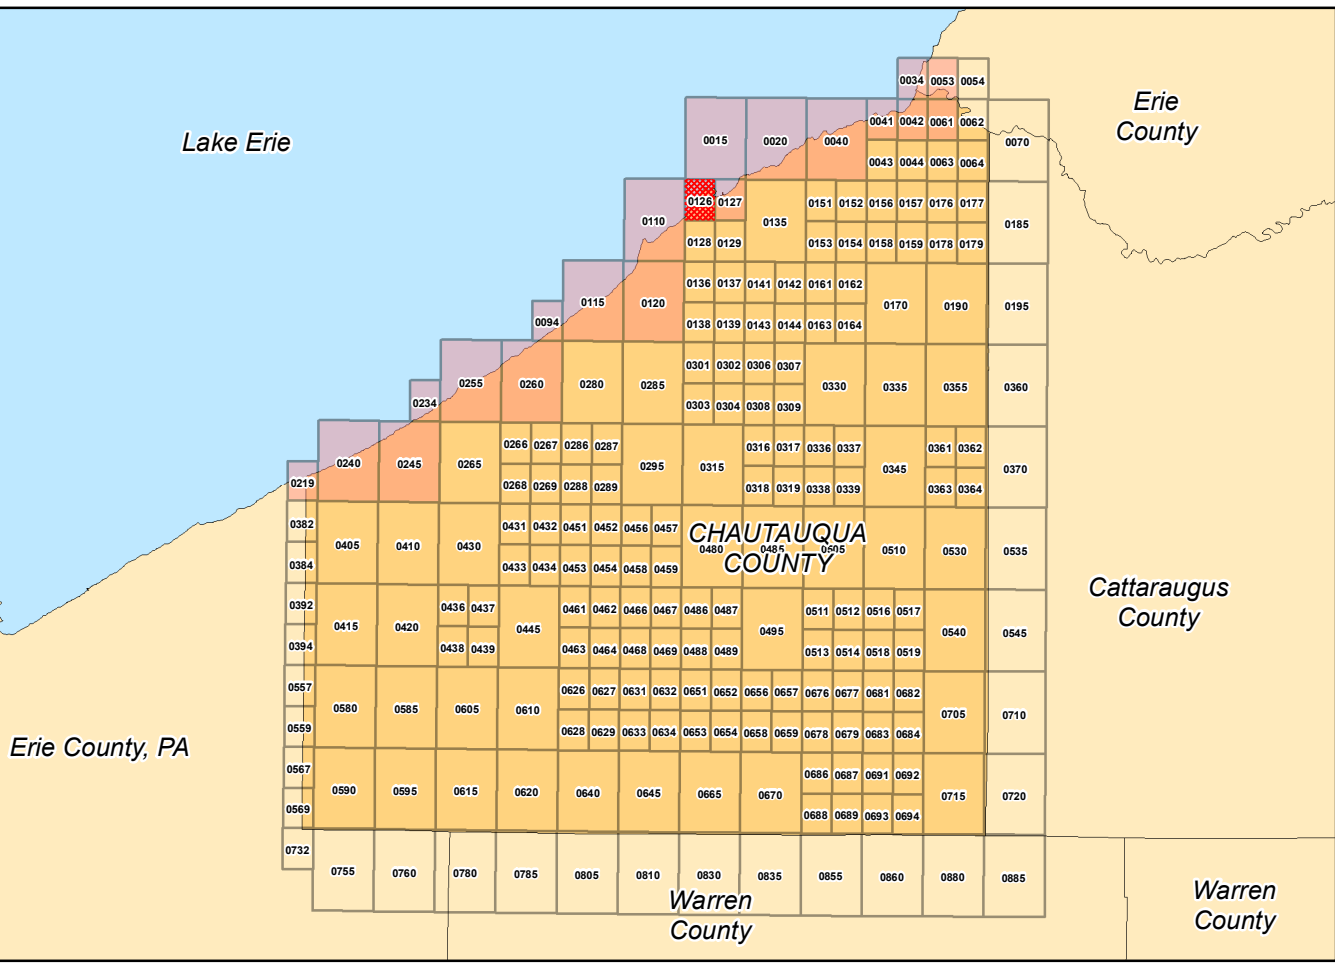 0034 0053 0054
Lake Erie
Erie
County
0015 0020 0040 0041 0042 0061 0062
0070
0043 0044 0063 0064
0110 0126 0127 0135 0151 0152 0156 0157 0176 0177
0185
0128 0129 0153 0154 0158 0159 0178 0179
0115 0120 0136 0137 0141 0142 0161 0162 0170 0190 0195
0094 0138 0139 0143 0144 0163 0164
0255 0260 0280 0285 0301 0302 0306 0307 0330 0335 0355 0360
0234 0303 0304 0308 0309
0240 0245 0265 0266 0267 0286 0287 0295 0315 0316 0317 0336 0337 0345 0361 0362 0370
0219 0268 0269 0288 0289 0318 0319 0338 0339 0363 0364
0382 0405 0410 0430 0431 0432 0451 0452 0456 0457 0480 0485 0505 0510 0530 0535
CHAUTAUQUA
COUNTY
0384 0433 0434 0453 0454 0458 0459
Cattaraugus
County
0392 0415 0420 0436 0437 0445 0461 0462 0466 0467 0486 0487 0495 0511 0512 0516 0517 0540 0545
0394 0438 0439 0463 0464 0468 0469 0488 0489 0513 0514 0518 0519
0557 0580 0585 0605 0610 0626 0627 0631 0632 0651 0652 0656 0657 0676 0677 0681 0682 0705 0710
0559 0628 0629 0633 0634 0653 0654 0658 0659 0678 0679 0683 0684
Erie County, PA
0567 0590 0595 0615 0620 0640 0645 0665 0670 0686 0687 0691 0692 0715 0720
0569 0688 0689 0693 0694
0732
0755 0760 0780 0785 0805 0810 0830 0835 0855 0860 0880 0885
Warren
County
Warren
County